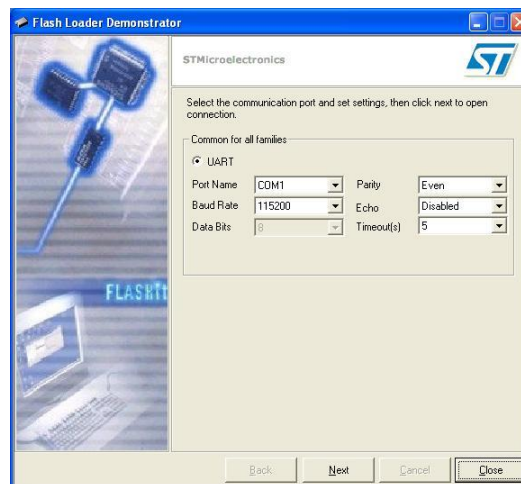 Flash Loader Demonstrator
STMicroelectronics
ST
Select the communication port and set settings, then click next to open
connection.
Common for all families
UART
Port Name COM1 Parity Even
Baud Rate 115200 Echo Disabled
Data Bits 8 Timeout(s) 5
FLASHIt
Back Next Cancel Close